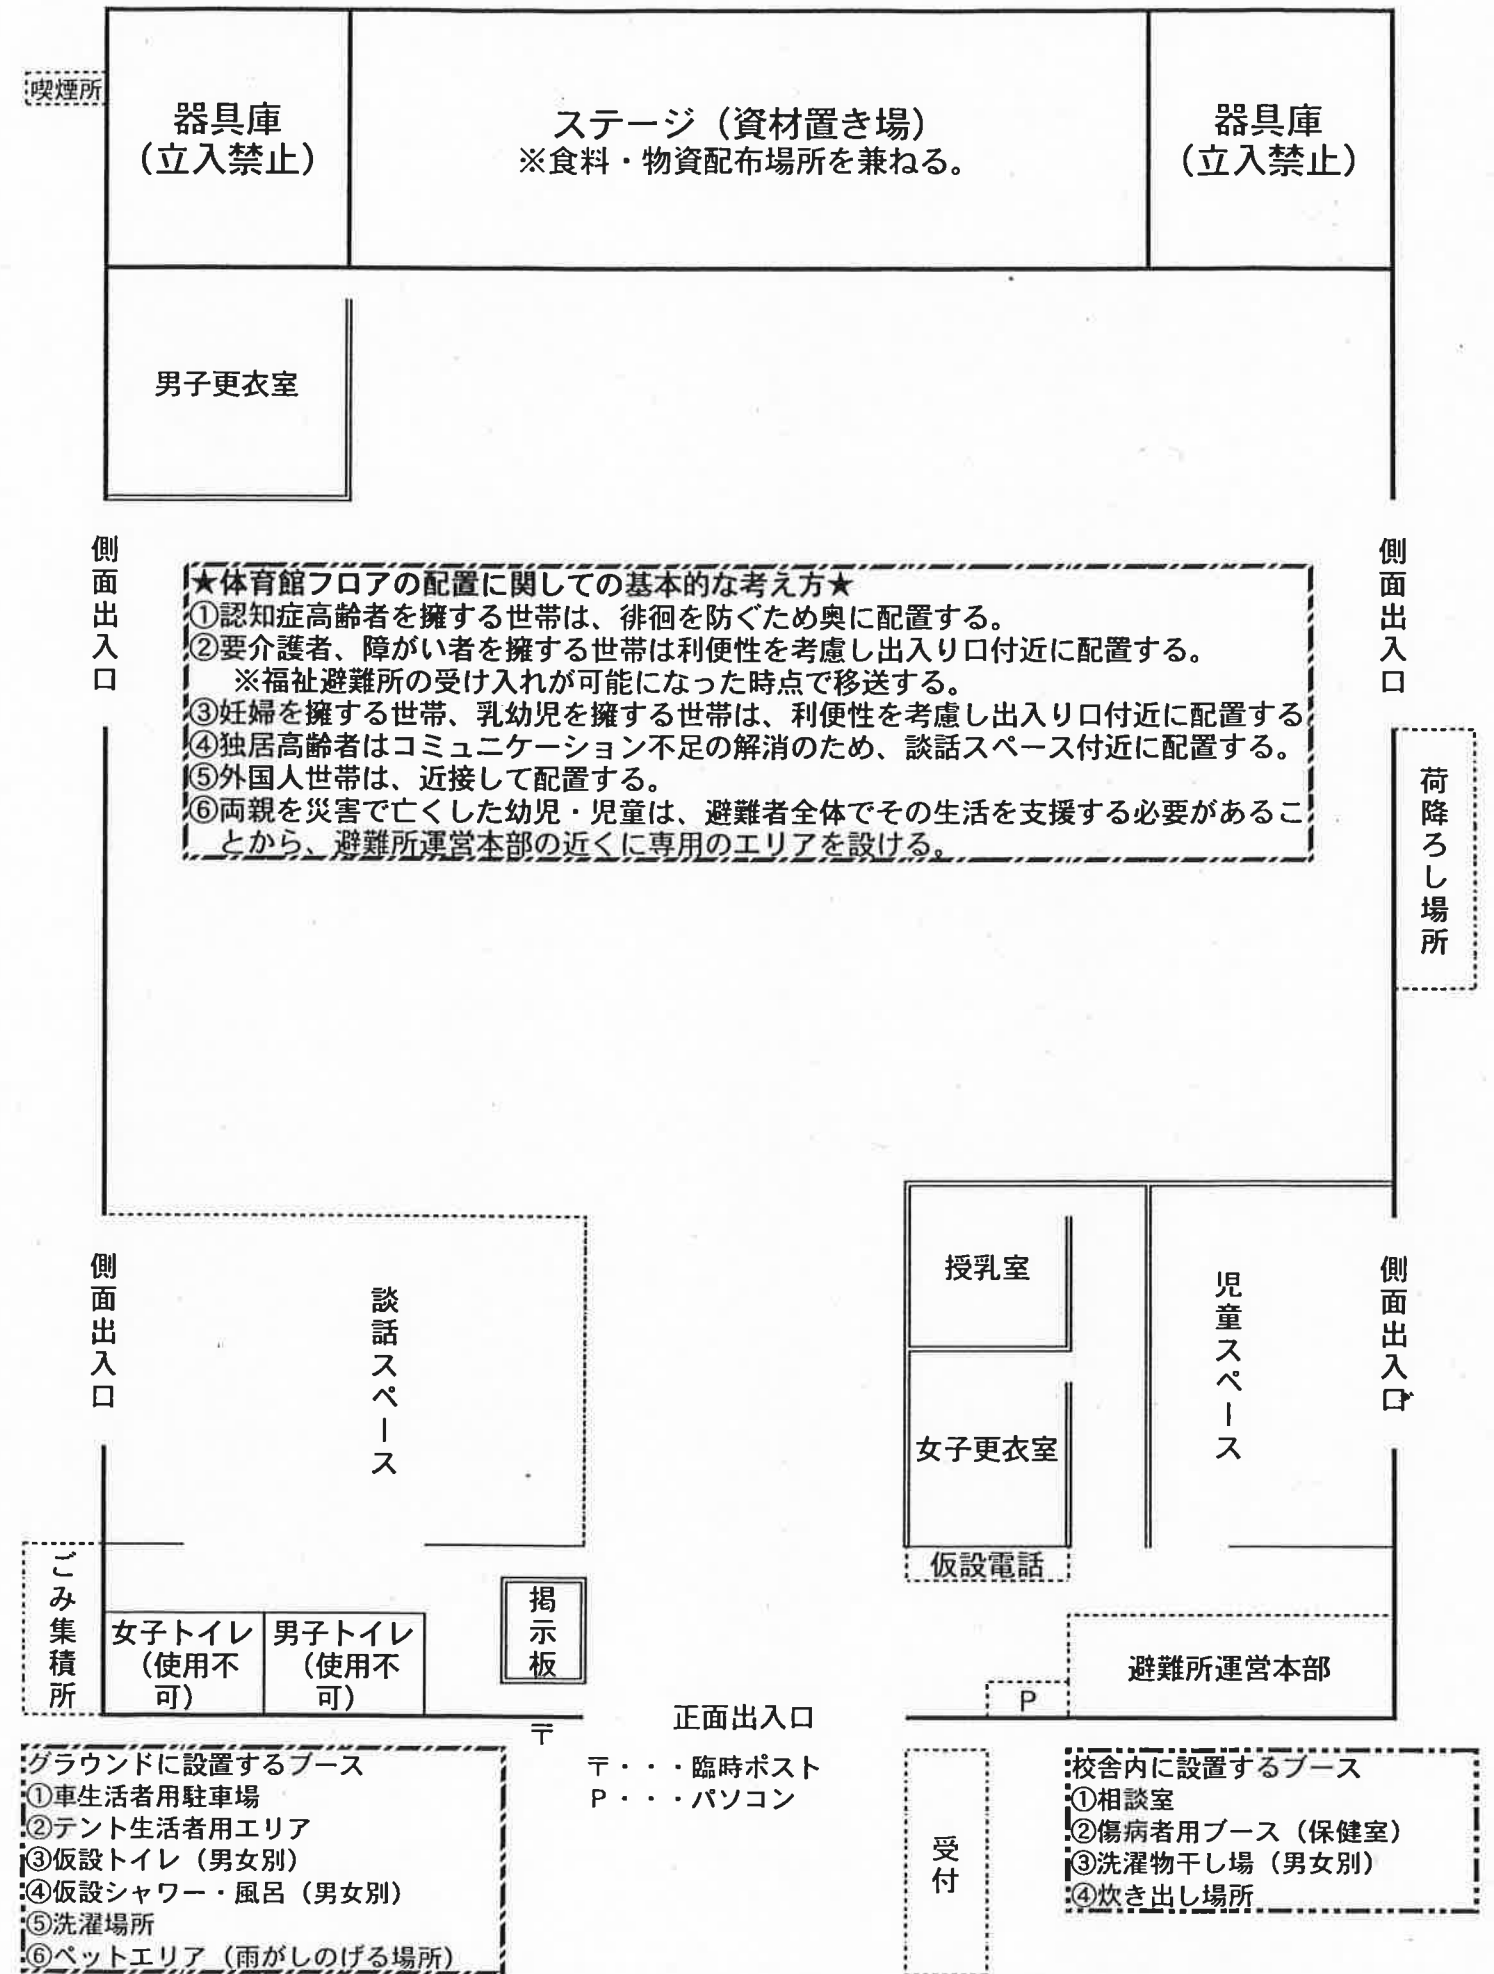 喫煙所
器具庫
(立入禁止)
ステージ(資材置き場)
※食料・物資配布場所を兼ねる。
器具庫
(立入禁止)
男子更衣室
側面出入口
側面出入口
★体育館フロアの配置に関しての基本的な考え方★
①認知症高齢者を擁する世帯は、徘徊を防ぐため奥に配置する。
②要介護者、障がい者を擁する世帯は利便性を考慮し出入り口付近に配置する。
※福祉避難所の受け入れが可能になった時点で移送する。
③妊婦を擁する世帯、乳幼児を擁する世帯は、利便性を考慮し出入り口付近に配置する
④独居高齢者はコミュニケーション不足の解消のため、談話スペース付近に配置する。
⑤外国人世帯は、近接して配置する。
⑥両親を災害で亡くした幼児・児童は、避難者全体でその生活を支援する必要があるこ
とから、避難所運営本部の近くに専用のエリアを設ける。
荷降ろし場所
側面出入口
談話スペース
授乳室
女子更衣室
児童スペース
側面出入口
仮設電話
ごみ集積所
女子トイレ
(使用不
可)
男子トイレ
(使用不
可)
掲示板
避難所運営本部
P
〒
正面出入口
〒・・・臨時ポスト
P・・・パソコン
グラウンドに設置するブース
①車生活者用駐車場
②テント生活者用エリア
③仮設トイレ(男女別)
④仮設シャワー・風呂(男女別)
⑤洗濯場所
⑥ペットエリア(雨がしのげる場所)
受付
校舎内に設置するブース
①相談室
②傷病者用ブース(保健室)
③洗濯物干し場(男女別)
④炊き出し場所